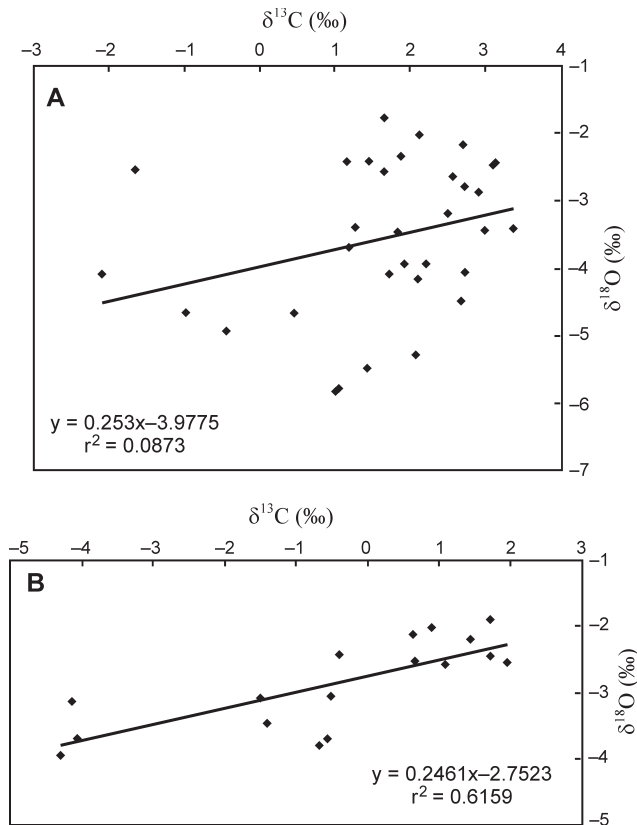 δ¹³C (‰)
–3 –2 –1 0 1 2 3 4
A
–1
–2
–3
–4
–5
–6
–7
δ¹⁸O (‰)
y = 0.253x–3.9775
r² = 0.0873
δ¹³C (‰)
–5 –4 –3 –2 –1 0 1 2 3
B
–1
–2
–3
–4
–5
δ¹⁸O (‰)
y = 0.2461x–2.7523
r² = 0.6159